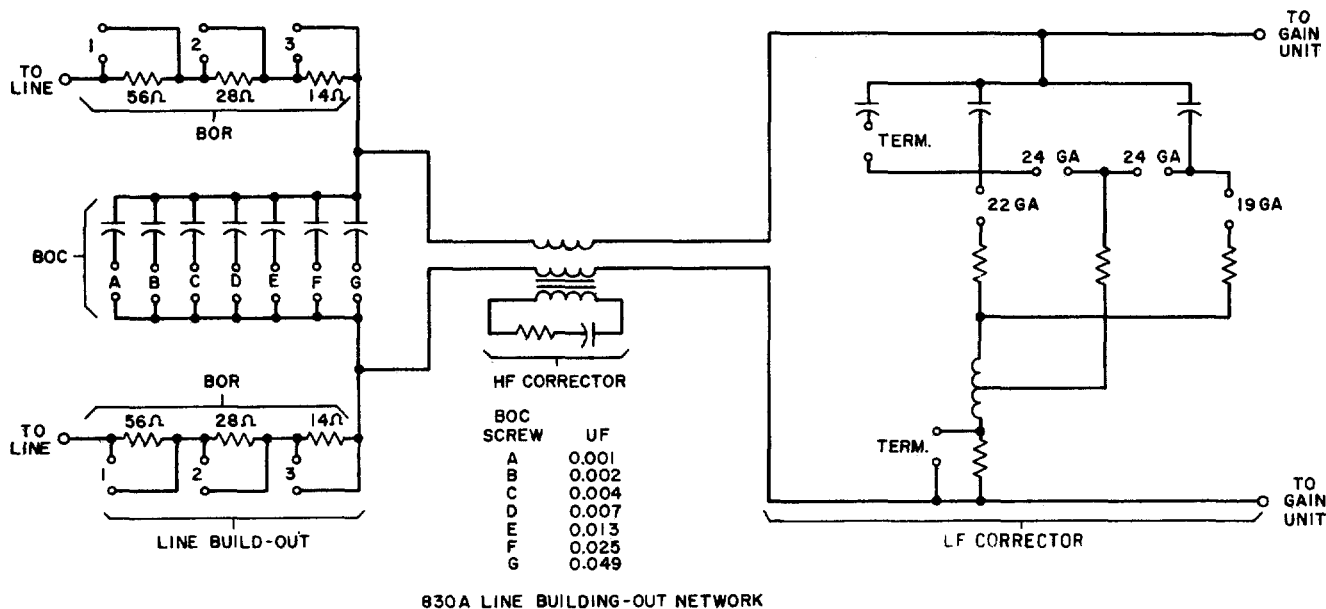 TO
LINE
1
2
3
56Ω
28Ω
14Ω
BOR
BOC
A
B
C
D
E
F
G
BOR
TO
LINE
56Ω
28Ω
14Ω
1
2
3
LINE BUILD-OUT
HF CORRECTOR
BOC
SCREW UF
A 0.001
B 0.002
C 0.004
D 0.007
E 0.013
F 0.025
G 0.049
TO
GAIN
UNIT
TERM.
24 GA
24 GA
22 GA
19 GA
TERM.
TO
GAIN
UNIT
LF CORRECTOR
830A LINE BUILDING-OUT NETWORK